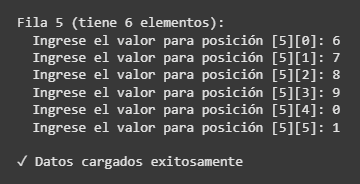 Fila 5 (tiene 6 elementos):
Ingrese el valor para posición [5][0]: 6
Ingrese el valor para posición [5][1]: 7
Ingrese el valor para posición [5][2]: 8
Ingrese el valor para posición [5][3]: 9
Ingrese el valor para posición [5][4]: 0
Ingrese el valor para posición [5][5]: 1
✓ Datos cargados exitosamente